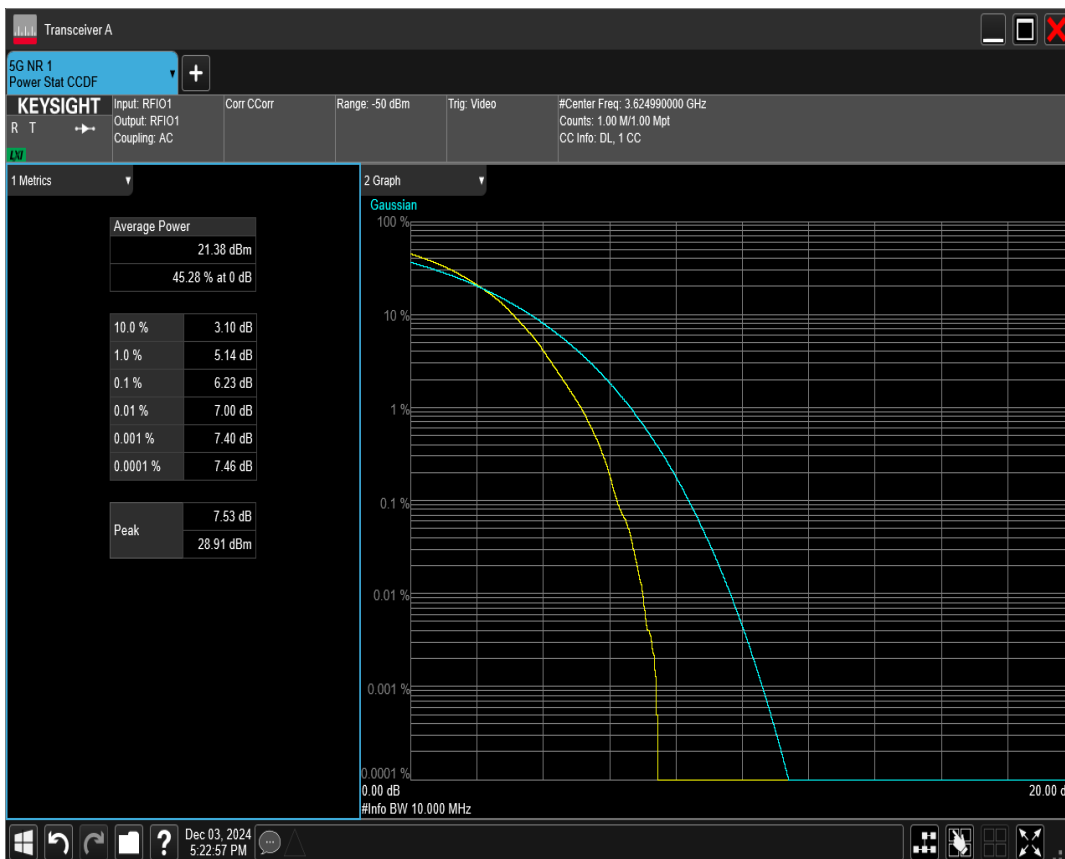 Transceiver A
5G NR 1
Power Stat CCDF
KEYSIGHT
R T
LXI
Input: RFIO1
Output: RFIO1
Coupling: AC
Corr CCorr
Range: -50 dBm
Trig: Video
#Center Freq: 3.624990000 GHz
Counts: 1.00 M/1.00 Mpt
CC Info: DL, 1 CC
1 Metrics
Average Power
21.38 dBm
45.28 % at 0 dB
10.0 % 3.10 dB
1.0 % 5.14 dB
0.1 % 6.23 dB
0.01 % 7.00 dB
0.001 % 7.40 dB
0.0001 % 7.46 dB
Peak 7.53 dB
28.91 dBm
2 Graph
Gaussian
100 %
10 %
1 %
0.1 %
0.01 %
0.001 %
0.0001 %
0.00 dB 20.00 d
#Info BW 10.000 MHz
Dec 03, 2024
5:22:57 PM